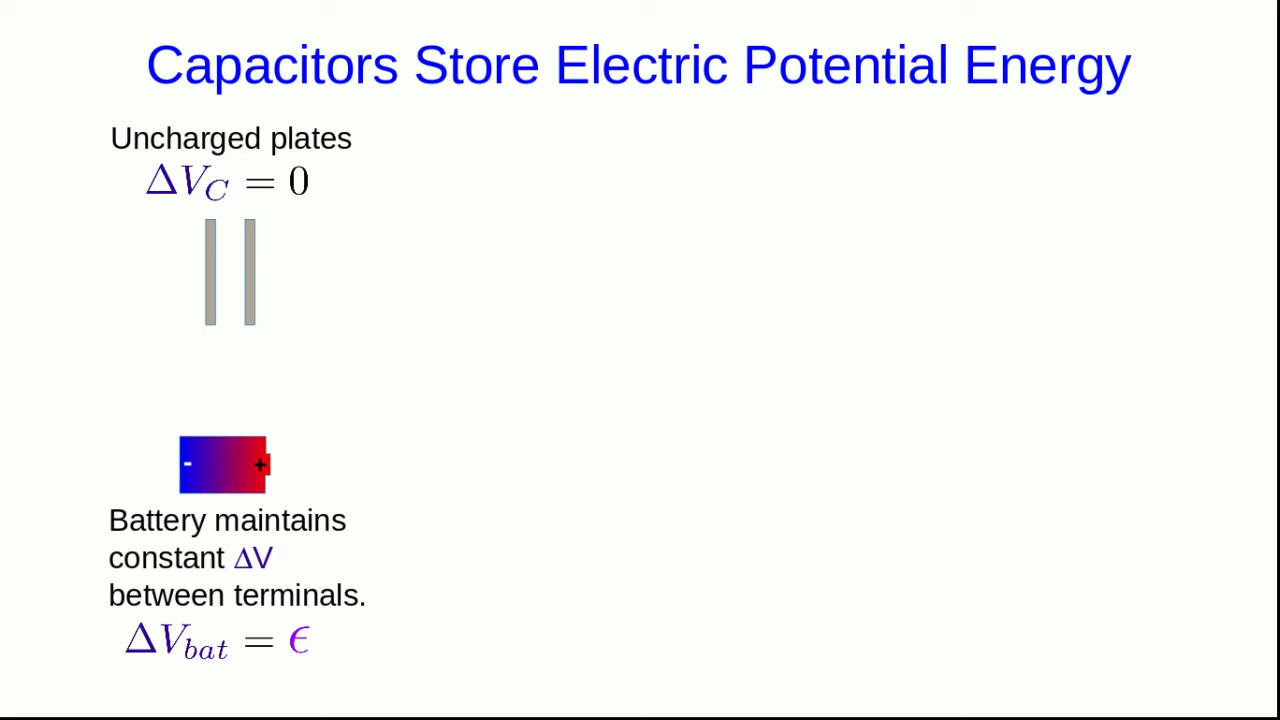 Capacitors Store Electric Potential Energy
Uncharged plates
ΔV_C = 0
- +
Battery maintains
constant ΔV
between terminals.
ΔV_bat = ϵ